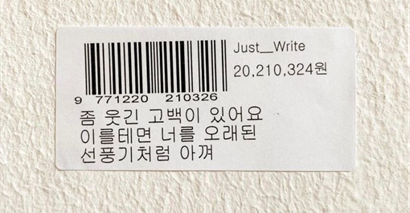 Just__Write
20,210,324원
9 771220 210326
좀 웃긴 고백이 있어요
이를테면 너를 오래된
선풍기처럼 아껴